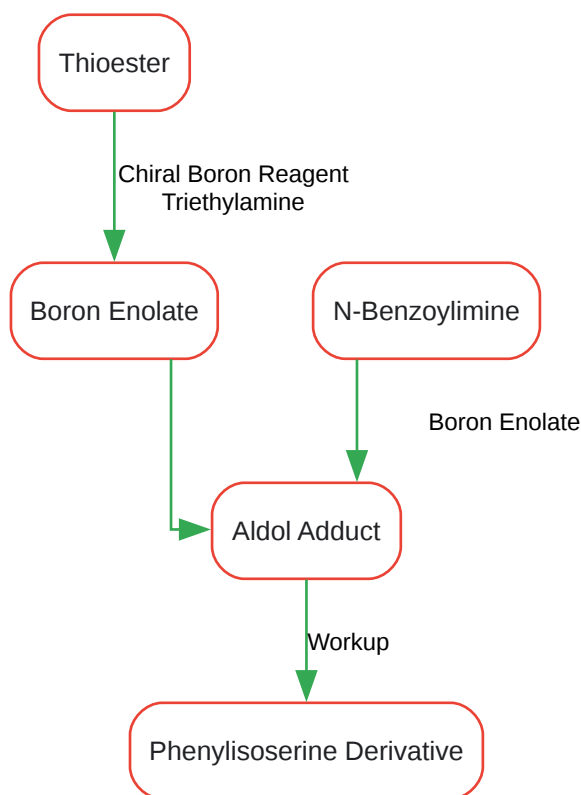 Thioester
Chiral Boron Reagent
Triethylamine
Boron Enolate
N-Benzoylimine
Boron Enolate
Aldol Adduct
Workup
Phenylisoserine Derivative